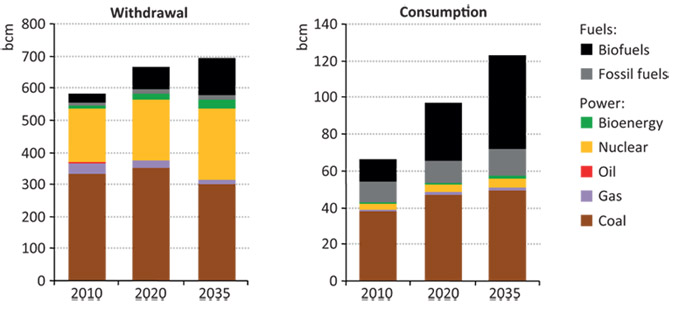 Withdrawal
bcm
800
700
600
500
400
300
200
100
0
2010
2020
2035
Consumption
bcm
140
120
100
80
60
40
20
0
2010
2020
2035
Fuels:
Biofuels
Fossil fuels
Power:
Bioenergy
Nuclear
Oil
Gas
Coal